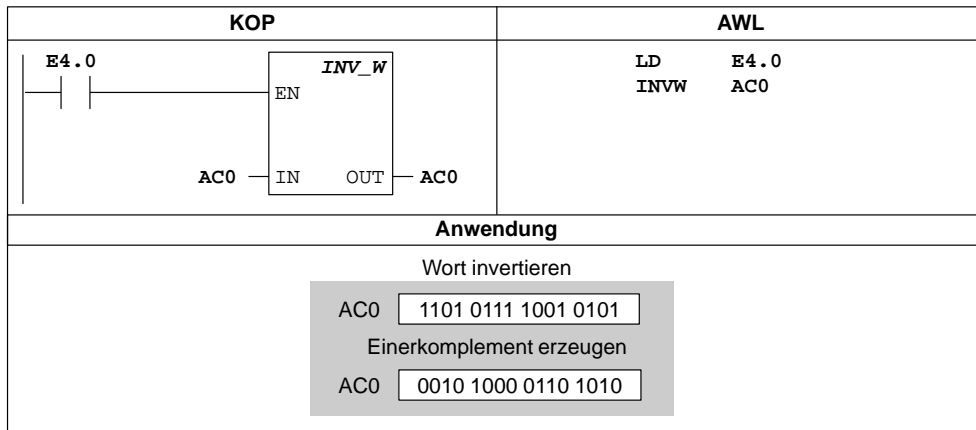 KOP
AWL
E4.0
INV_W
EN
AC0 IN OUT AC0
LD E4.0
INVW AC0
Anwendung
Wort invertieren
AC0 1101 0111 1001 0101
Einerkomplement erzeugen
AC0 0010 1000 0110 1010